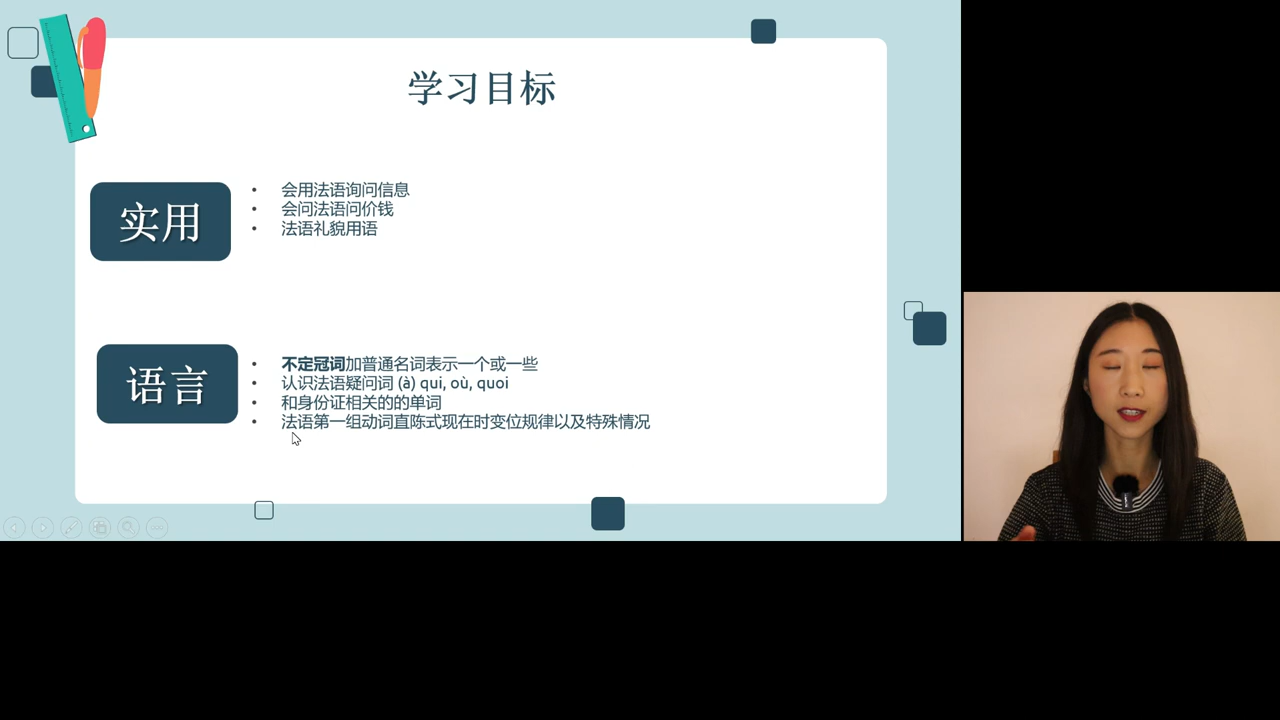 学习目标
实用
• 会用法语询问信息
• 会问法语问价钱
• 法语礼貌用语
语言
• 不定冠词加普通名词表示一个或一些
• 认识法语疑问词 (à) qui, où, quoi
• 和身份证相关的的单词
• 法语第一组动词直陈式现在时变位规律以及特殊情况